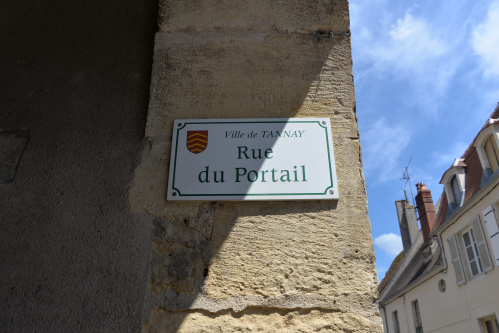 Ville de TANNAY
Rue
du Portail